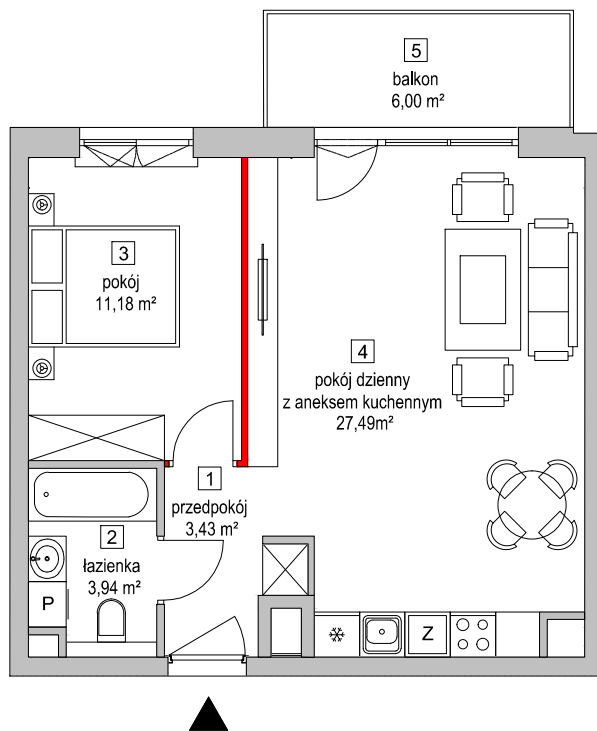 5
balkon
6,00 m²
3
pokój
11,18 m²
4
pokój dzienny
z aneksem kuchennym
27,49m²
1
przedpokój
3,43 m²
2
łazienka
3,94 m²
P
Z